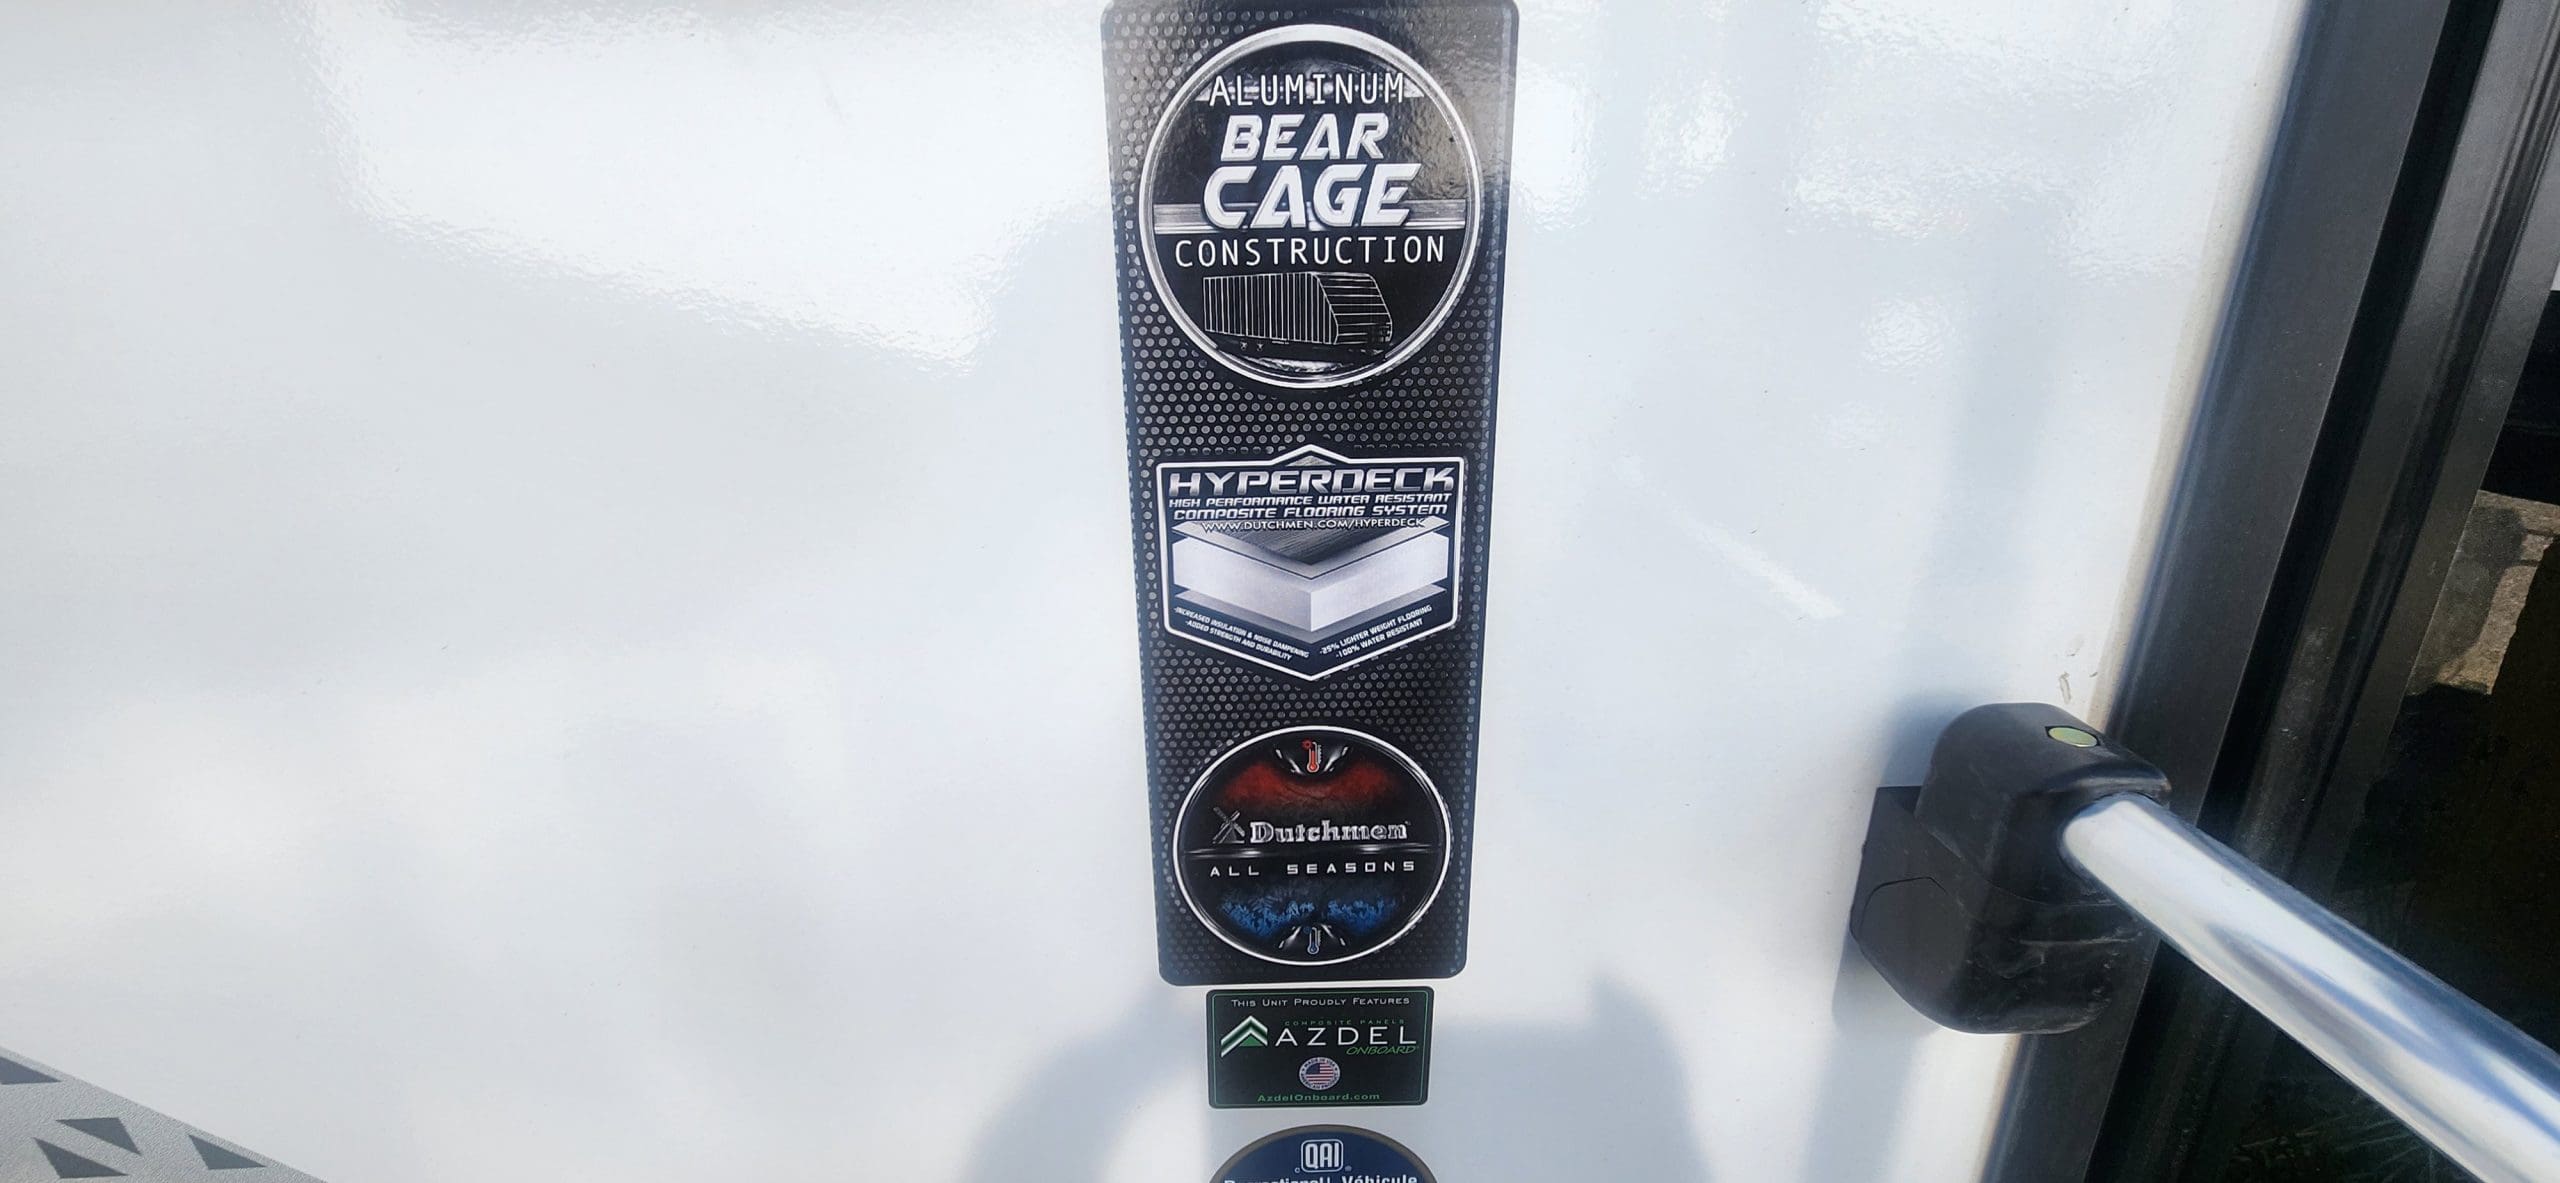 ALUMINUM
BEAR
CAGE
CONSTRUCTION
HYPERDECK
HIGH PERFORMANCE WATER RESISTANT
COMPOSITE FLOORING SYSTEM
WWW.DUTCHMEN.COM/HYPERDECK
-INCREASED INSULATION & NOISE DAMPENING
-ADDED STRENGTH AND DURABILITY
-25% LIGHTER WEIGHT FLOORING
-100% WATER RESISTANT
Dutchmen
ALL SEASONS
THIS UNIT PROUDLY FEATURES
COMPOSITE PANELS
AZDEL
ONBOARD®
AzdelOnboard.com
C QAI ®
Recreational Véhicule